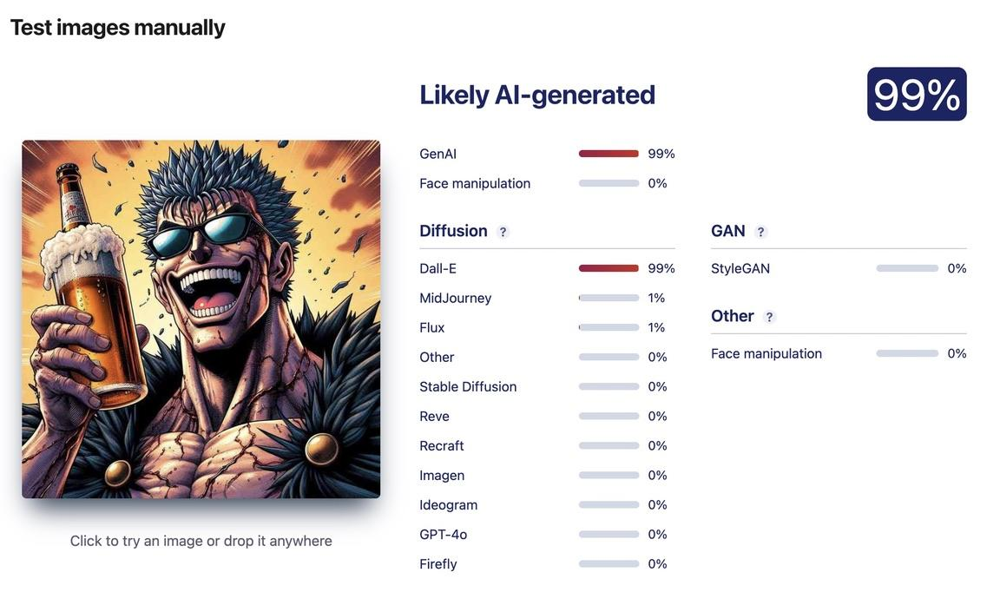 Test images manually
Likely AI-generated
99%
GenAI 99%
Face manipulation 0%
Diffusion ?
Dall-E 99%
MidJourney 1%
Flux 1%
Other 0%
Stable Diffusion 0%
Reve 0%
Recraft 0%
Imagen 0%
Ideogram 0%
GPT-4o 0%
Firefly 0%
GAN ?
StyleGAN 0%
Other ?
Face manipulation 0%
Click to try an image or drop it anywhere